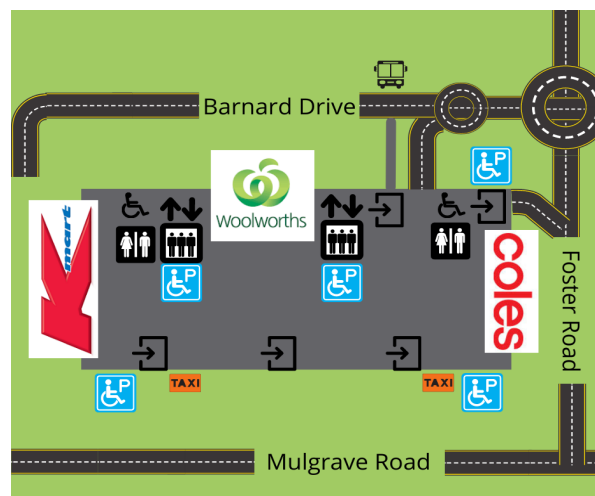 Barnard Drive
P
Woolworths
Kmart
P
P
coles
Foster Road
P
TAXI
TAXI
P
Mulgrave Road